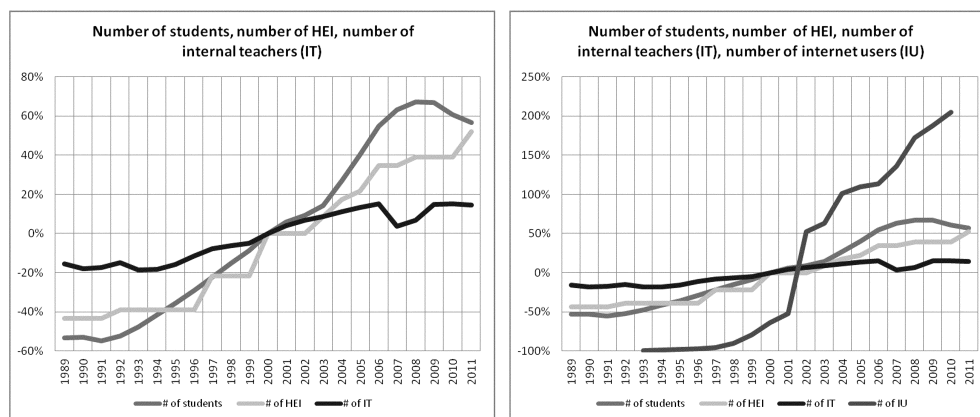 Number of students, number of HEI, number of
internal teachers (IT)
80%
60%
40%
20%
0%
-20%
-40%
-60%
1989 1990 1991 1992 1993 1994 1995 1996 1997 1998 1999 2000 2001 2002 2003 2004 2005 2006 2007 2008 2009 2010 2011
# of students # of HEI # of IT
Number of students, number of HEI, number of
internal teachers (IT), number of internet users (IU)
250%
200%
150%
100%
50%
0%
-50%
-100%
1989 1990 1991 1992 1993 1994 1995 1996 1997 1998 1999 2000 2001 2002 2003 2004 2005 2006 2007 2008 2009 2010 2011
# of students # of HEI # of IT # of IU